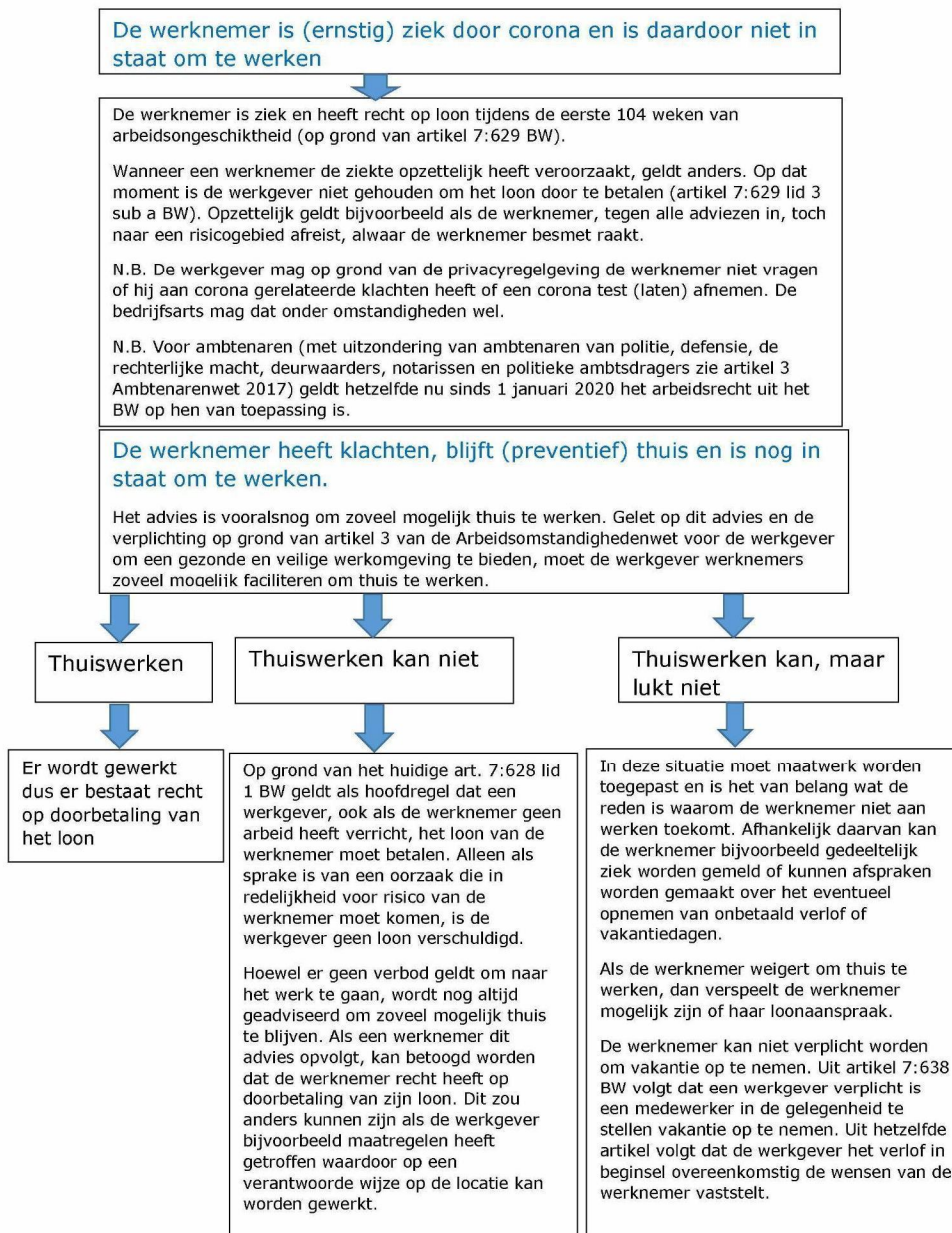 De werknemer is (ernstig) ziek door corona en is daardoor niet in
staat om te werken
De werknemer is ziek en heeft recht op loon tijdens de eerste 104 weken van
arbeidsongeschiktheid (op grond van artikel 7:629 BW).
Wanneer een werknemer de ziekte opzettelijk heeft veroorzaakt, geldt anders. Op dat
moment is de werkgever niet gehouden om het loon door te betalen (artikel 7:629 lid 3
sub a BW). Opzettelijk geldt bijvoorbeeld als de werknemer, tegen alle adviezen in, toch
naar een risicogebied afreist, alwaar de werknemer besmet raakt.
N.B. De werkgever mag op grond van de privacyregelgeving de werknemer niet vragen
of hij aan corona gerelateerde klachten heeft of een corona test (laten) afnemen. De
bedrijfsarts mag dat onder omstandigheden wel.
N.B. Voor ambtenaren (met uitzondering van ambtenaren van politie, defensie, de
rechterlijke macht, deurwaarders, notarissen en politieke ambtsdragers zie artikel 3
Ambtenarenwet 2017) geldt hetzelfde nu sinds 1 januari 2020 het arbeidsrecht uit het
BW op hen van toepassing is.
De werknemer heeft klachten, blijft (preventief) thuis en is nog in
staat om te werken.
Het advies is vooralsnog om zoveel mogelijk thuis te werken. Gelet op dit advies en de
verplichting op grond van artikel 3 van de Arbeidsomstandighedenwet voor de werkgever
om een gezonde en veilige werkomgeving te bieden, moet de werkgever werknemers
zoveel mogelijk faciliteren om thuis te werken.
Thuiswerken
Er wordt gewerkt
dus er bestaat recht
op doorbetaling van
het loon
Thuiswerken kan niet
Op grond van het huidige art. 7:628 lid
1 BW geldt als hoofdregel dat een
werkgever, ook als de werknemer geen
arbeid heeft verricht, het loon van de
werknemer moet betalen. Alleen als
sprake is van een oorzaak die in
redelijkheid voor risico van de
werknemer moet komen, is de
werkgever geen loon verschuldigd.
Hoewel er geen verbod geldt om naar
het werk te gaan, wordt nog altijd
geadviseerd om zoveel mogelijk thuis
te blijven. Als een werknemer dit
advies opvolgt, kan betoogd worden
dat de werknemer recht heeft op
doorbetaling van zijn loon. Dit zou
anders kunnen zijn als de werkgever
bijvoorbeeld maatregelen heeft
getroffen waardoor op een
verantwoorde wijze op de locatie kan
worden gewerkt.
Thuiswerken kan, maar
lukt niet
In deze situatie moet maatwerk worden
toegepast en is het van belang wat de
reden is waarom de werknemer niet aan
werken toekomt. Afhankelijk daarvan kan
de werknemer bijvoorbeeld gedeeltelijk
ziek worden gemeld of kunnen afspraken
worden gemaakt over het eventueel
opnemen van onbetaald verlof of
vakantiedagen.
Als de werknemer weigert om thuis te
werken, dan verspeelt de werknemer
mogelijk zijn of haar loonaanspraak.
De werknemer kan niet verplicht worden
om vakantie op te nemen. Uit artikel 7:638
BW volgt dat een werkgever verplicht is
een medewerker in de gelegenheid te
stellen vakantie op te nemen. Uit hetzelfde
artikel volgt dat de werkgever het verlof in
beginsel overeenkomstig de wensen van de
werknemer vaststelt.